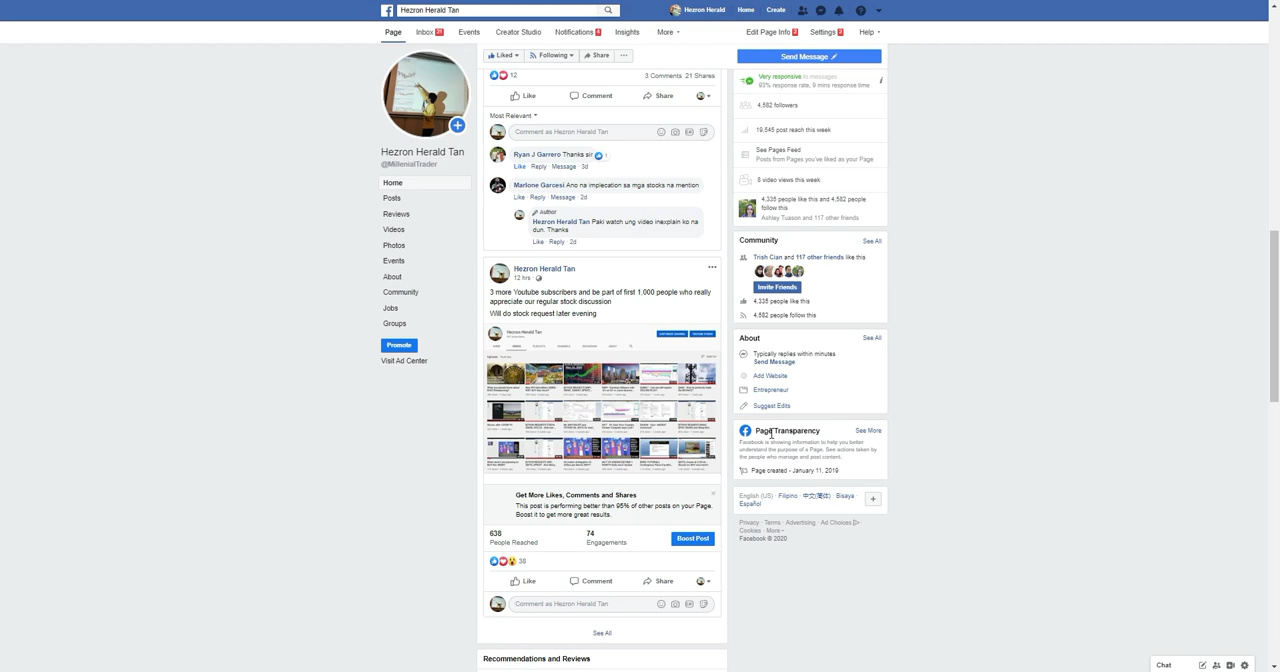 Hezron Herald Tan
Hezron Herald
Home
Create
Page
Inbox 21
Events
Creator Studio
Notifications 4
Insights
More
Edit Page Info 2
Settings 2
Help
Liked
Following
Share
Send Message
12
3 Comments 21 Shares
Like
Comment
Share
Most Relevant
Comment as Hezron Herald Tan
Ryan J Garrero Thanks sir
1
Like · Reply · Message · 3d
Marlone Garcesi Ano na implecation sa mga stocks na mention
Like · Reply · Message · 2d
Author
Hezron Herald Tan Paki watch ung video inexplain ko na
dun. Thanks
Like · Reply · 2d
Hezron Herald Tan
@MillenialTrader
Home
Posts
Reviews
Videos
Photos
Events
About
Community
Jobs
Groups
Promote
Visit Ad Center
Hezron Herald Tan
12 hrs ·
3 more Youtube subscribers and be part of first 1,000 people who really
appreciate our regular stock discussion
Will do stock request later evening
Hezron Herald Tan
Get More Likes, Comments and Shares
This post is performing better than 95% of other posts on your Page.
Boost it to get more great results.
638
People Reached
74
Engagements
Boost Post
38
Like
Comment
Share
Comment as Hezron Herald Tan
See All
Recommendations and Reviews
Very responsive to messages
93% response rate, 9 mins response time
4,582 followers
19,545 post reach this week
See Pages Feed
Posts from Pages you've liked as your Page
8 video views this week
4,335 people like this and 4,582 people
follow this
Ashley Tuason and 117 other friends
Community
See All
Trish Cian and 117 other friends like this
Invite Friends
4,335 people like this
4,582 people follow this
About
See All
Typically replies within minutes
Send Message
Add Website
Entrepreneur
Suggest Edits
Page Transparency
See More
Facebook is showing information to help you better
understand the purpose of a Page. See actions taken by
the people who manage and post content.
Page created - January 11, 2019
English (US) · Filipino · 中文(简体) · Bisaya ·
Español
Privacy · Terms · Advertising · Ad Choices ·
Cookies · More
Facebook © 2020
Chat